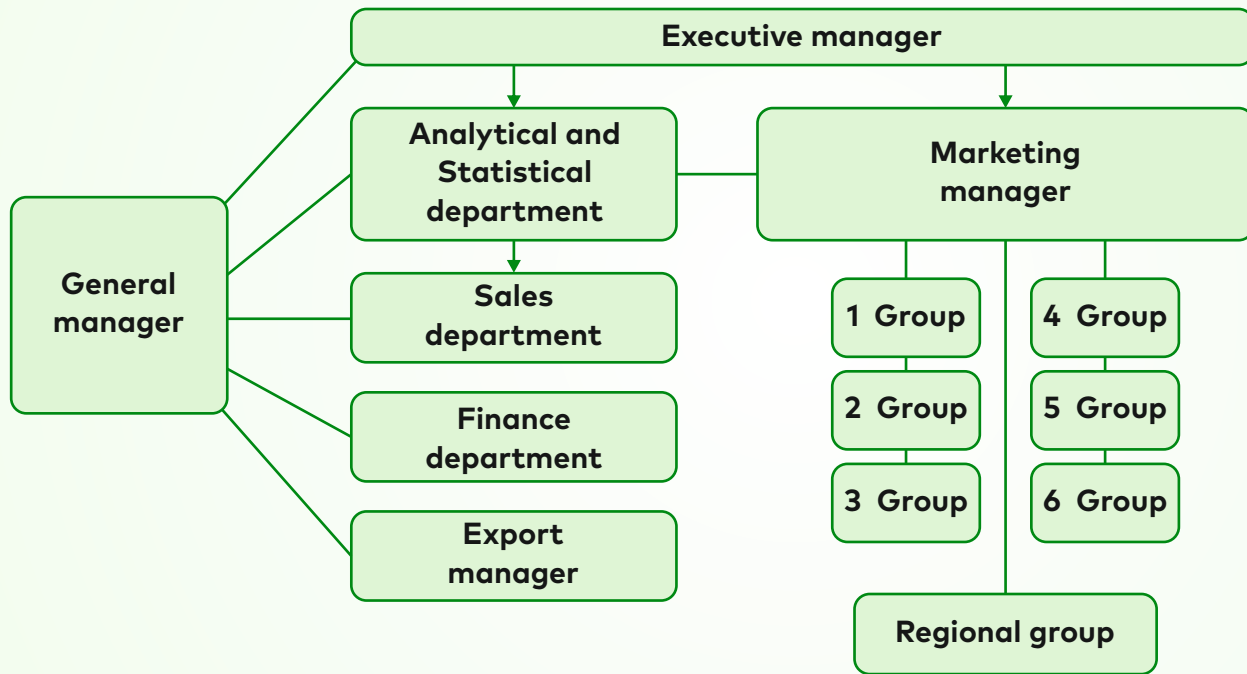 Executive manager
Analytical and
Statistical
department
Marketing
manager
General
manager
Sales
department
1 Group
4 Group
2 Group
5 Group
Finance
department
3 Group
6 Group
Export
manager
Regional group